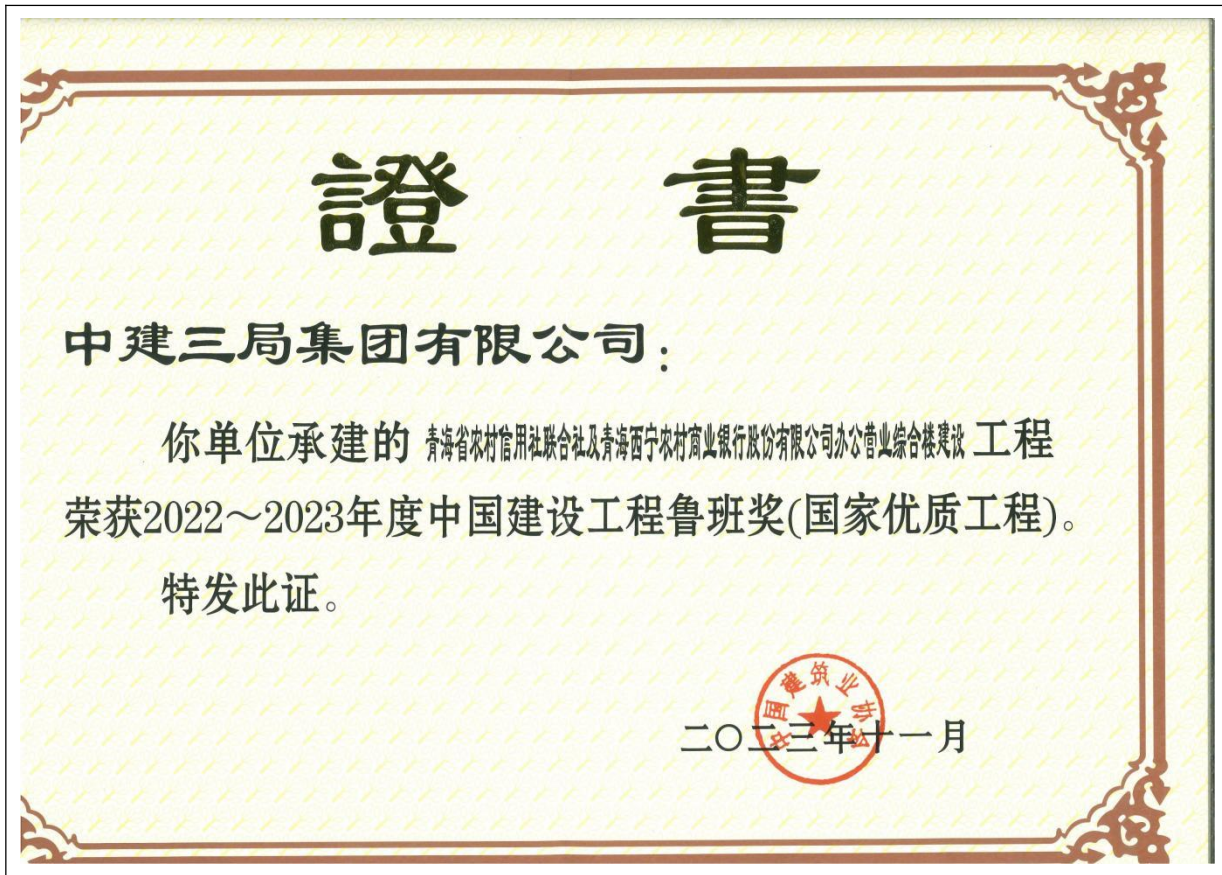 證 書
中建三局集团有限公司：
你单位承建的 青海省农村信用社联合社及青海西宁农村商业银行股份有限公司办公营业综合楼建设 工程
荣获2022～2023年度中国建设工程鲁班奖(国家优质工程)。
特发此证。
中国建筑业协会
二〇二三年十一月